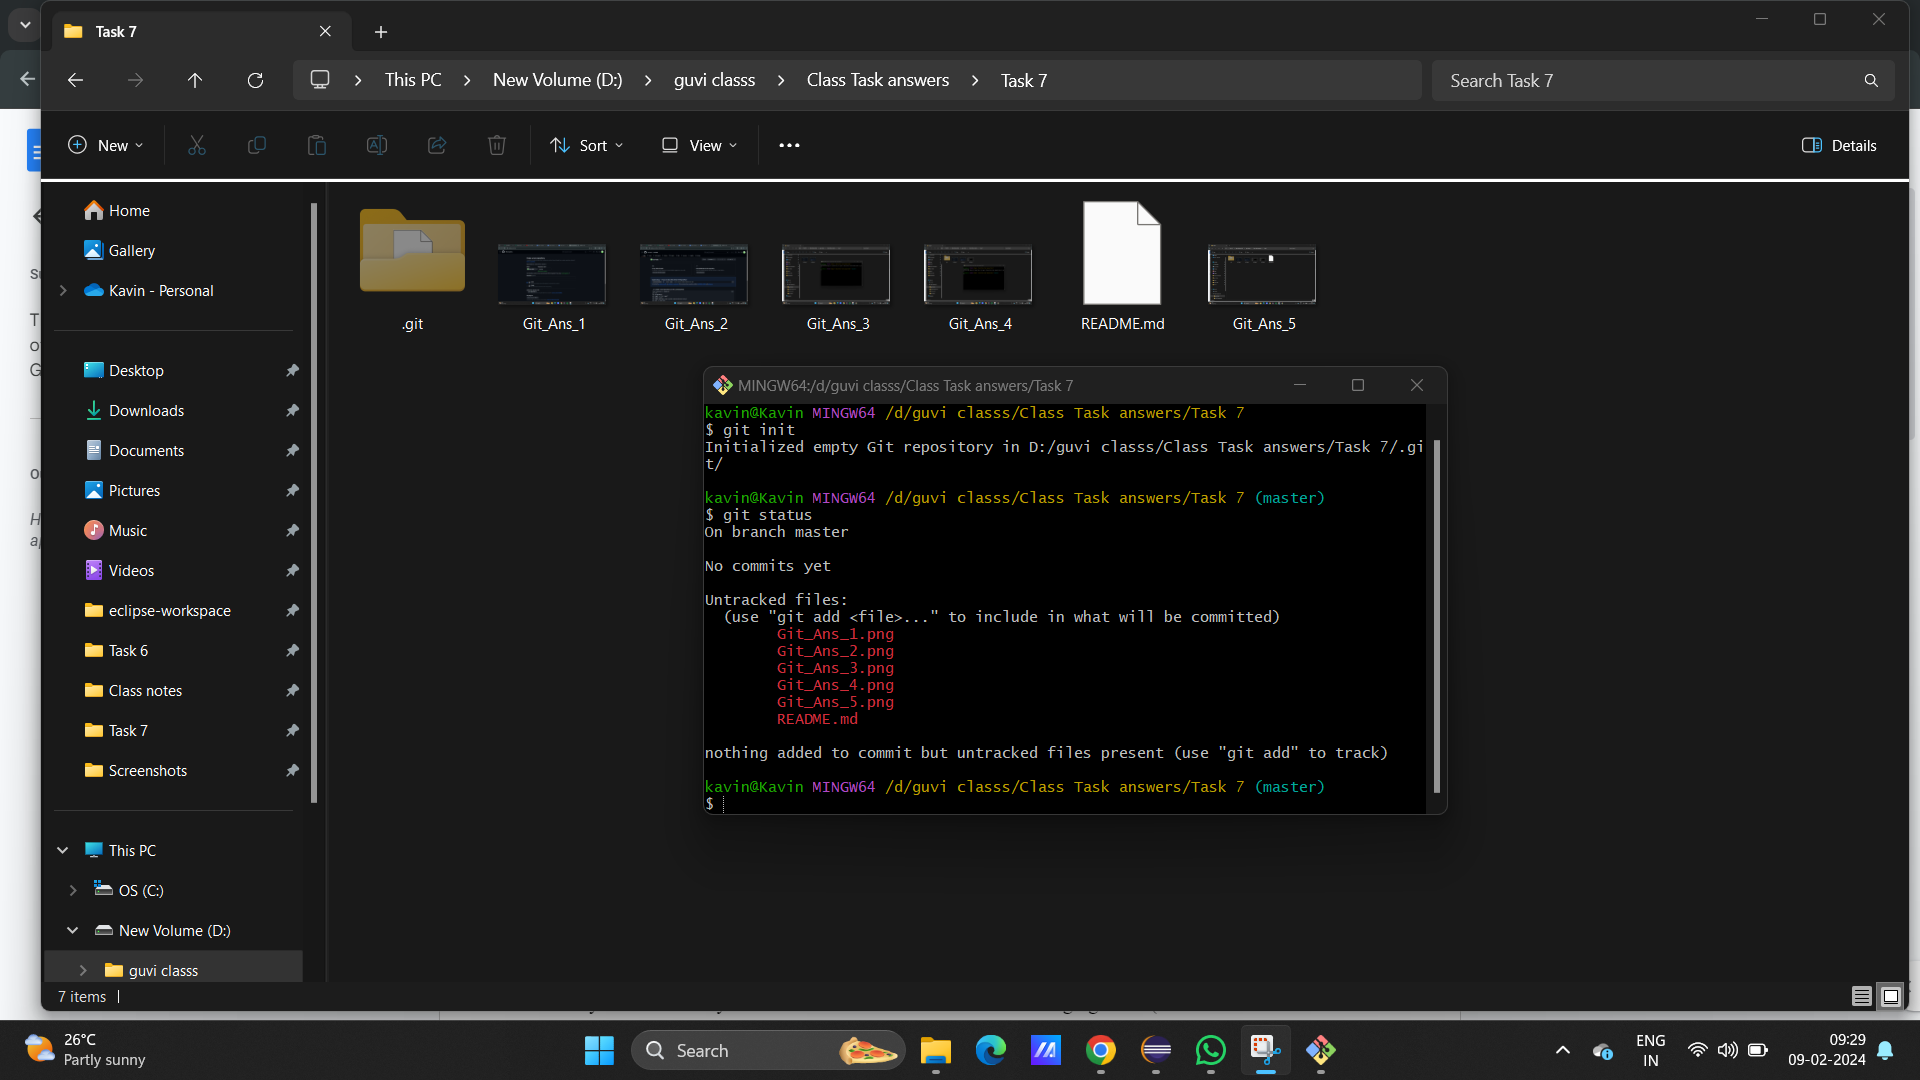 Task 7
This PC
New Volume (D:)
guvi classs
Class Task answers
Task 7
Search Task 7
New
Sort
View
Details
Home
Gallery
Kavin - Personal
Desktop
Downloads
Documents
Pictures
Music
Videos
eclipse-workspace
Task 6
Class notes
Task 7
Screenshots
This PC
OS (C:)
New Volume (D:)
guvi classs
.git
Git_Ans_1
Git_Ans_2
Git_Ans_3
Git_Ans_4
README.md
Git_Ans_5
MINGW64:/d/guvi classs/Class Task answers/Task 7
kavin@Kavin MINGW64 /d/guvi classs/Class Task answers/Task 7
$ git init
Initialized empty Git repository in D:/guvi classs/Class Task answers/Task 7/.gi
t/
kavin@Kavin MINGW64 /d/guvi classs/Class Task answers/Task 7 (master)
$ git status
On branch master
No commits yet
Untracked files:
(use "git add <file>..." to include in what will be committed)
Git_Ans_1.png
Git_Ans_2.png
Git_Ans_3.png
Git_Ans_4.png
Git_Ans_5.png
README.md
nothing added to commit but untracked files present (use "git add" to track)
kavin@Kavin MINGW64 /d/guvi classs/Class Task answers/Task 7 (master)
$
7 items
26°C
Partly sunny
Search
ENG
IN
09:29
09-02-2024